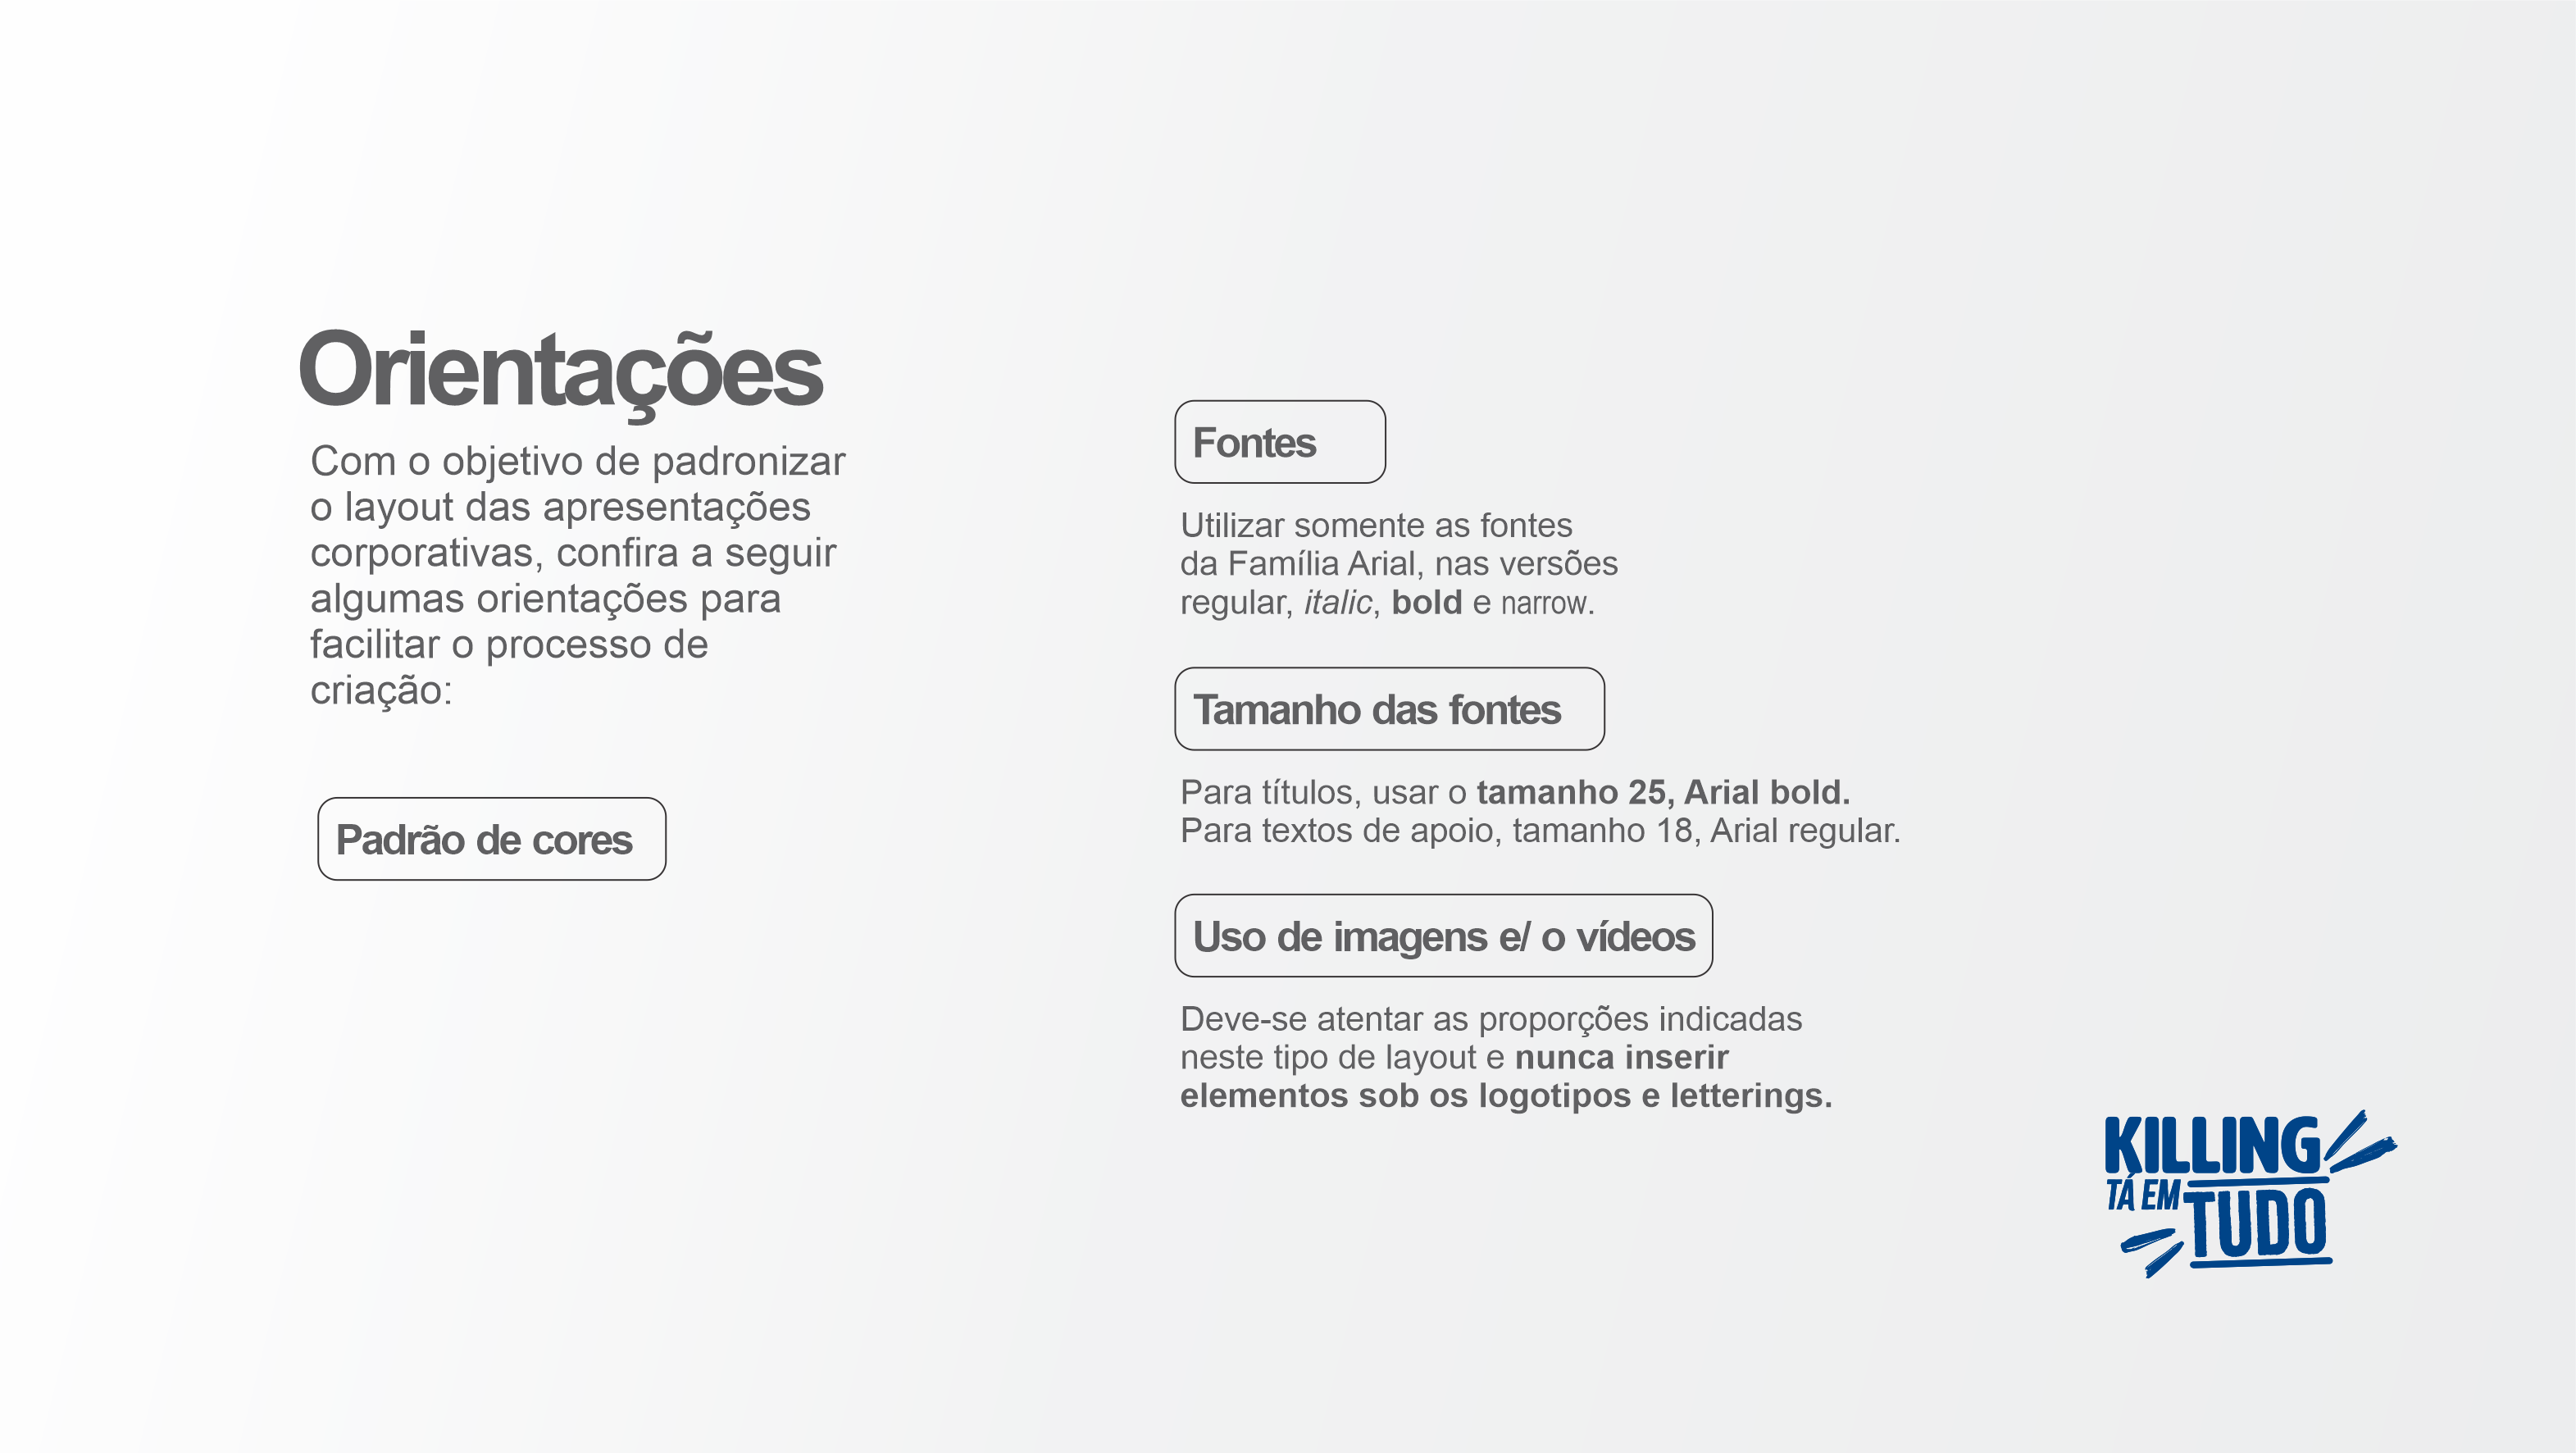 Orientações
Com o objetivo de padronizar
o layout das apresentações
corporativas, confira a seguir
algumas orientações para
facilitar o processo de
criação:
Padrão de cores
Fontes
Utilizar somente as fontes
da Família Arial, nas versões
regular, italic, bold e narrow.
Tamanho das fontes
Para títulos, usar o tamanho 25, Arial bold.
Para textos de apoio, tamanho 18, Arial regular.
Uso de imagens e/ o vídeos
Deve-se atentar as proporções indicadas
neste tipo de layout e nunca inserir
elementos sob os logotipos e letterings.
KILLING
TÁ EM
TUDO